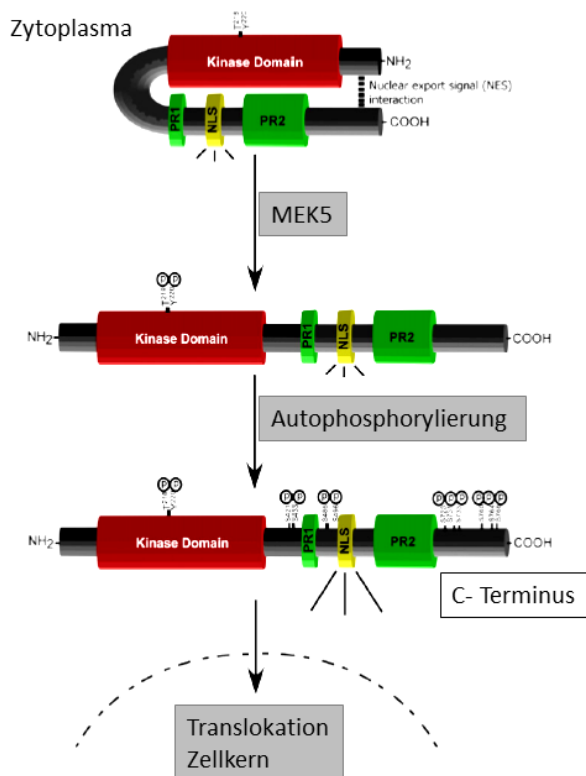 Zytoplasma
Kinase Domain
NH2
Nuclear export signal (NES)
interaction
PR1
NLS
PR2
COOH
MEK5
P P
NH2
Kinase Domain
PR1
NLS
PR2
COOH
Autophosphorylierung
P P
P P P P P P P P P
NH2
Kinase Domain
PR1
NLS
PR2
COOH
C- Terminus
Translokation
Zellkern